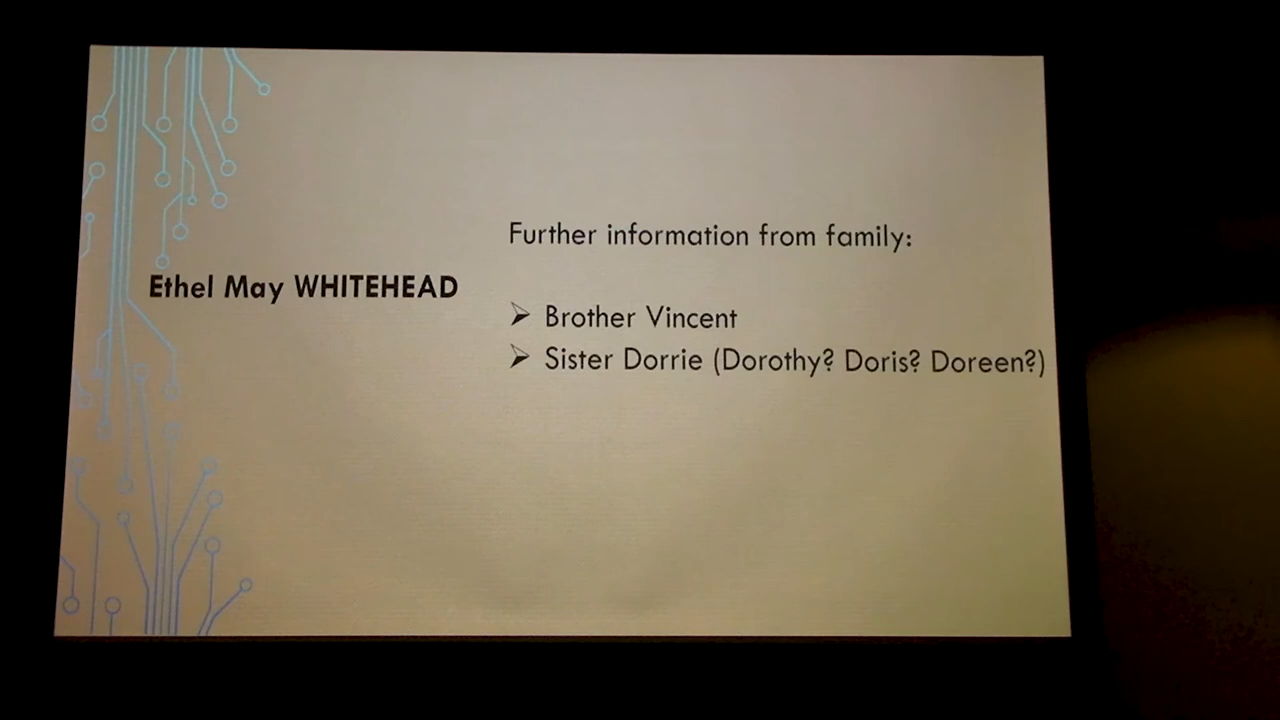 Ethel May WHITEHEAD
Further information from family:
➢ Brother Vincent
➢ Sister Dorrie (Dorothy? Doris? Doreen?)